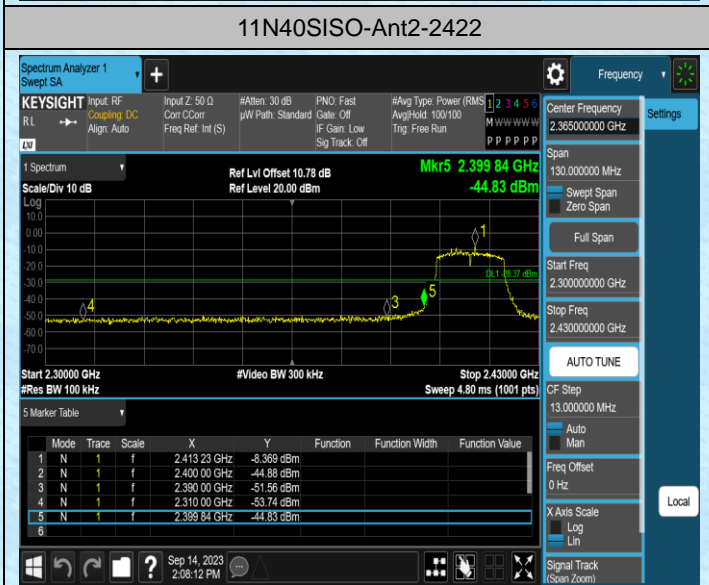 11N40SISO-Ant2-2422
Spectrum Analyzer 1
Swept SA
Frequency
KEYSIGHT
RL
Input: RF
Coupling: DC
Align: Auto
Input Z: 50 Ω
Corr CCorr
Freq Ref: Int (S)
#Atten: 30 dB
µW Path: Standard
PNO: Fast
Gate: Off
IF Gain: Low
Sig Track: Off
#Avg Type: Power (RMS
Avg|Hold: 100/100
Trig: Free Run
1 2 3 4 5 6
M W W W W W
P P P P P P
LXI
1 Spectrum
Scale/Div 10 dB
Ref Lvl Offset 10.78 dB
Ref Level 20.00 dBm
Mkr5 2.399 84 GHz
-44.83 dBm
Log
10.0
0.00
-10.0
-20.0
-30.0
-40.0
-50.0
-60.0
-70.0
1
DL1 -28.37 dBm
5
3
4
Start 2.30000 GHz
#Res BW 100 kHz
#Video BW 300 kHz
Stop 2.43000 GHz
Sweep 4.80 ms (1001 pts)
5 Marker Table
Mode Trace Scale X Y Function Function Width Function Value
1 N 1 f 2.413 23 GHz -8.369 dBm
2 N 1 f 2.400 00 GHz -44.88 dBm
3 N 1 f 2.390 00 GHz -51.56 dBm
4 N 1 f 2.310 00 GHz -53.74 dBm
5 N 1 f 2.399 84 GHz -44.83 dBm
6
Sep 14, 2023
2:08:12 PM
Center Frequency
2.365000000 GHz
Settings
Span
130.000000 MHz
Swept Span
Zero Span
Full Span
Start Freq
2.300000000 GHz
Stop Freq
2.430000000 GHz
AUTO TUNE
CF Step
13.000000 MHz
Auto
Man
Freq Offset
0 Hz
X Axis Scale
Log
Lin
Local
Signal Track
(Span Zoom)